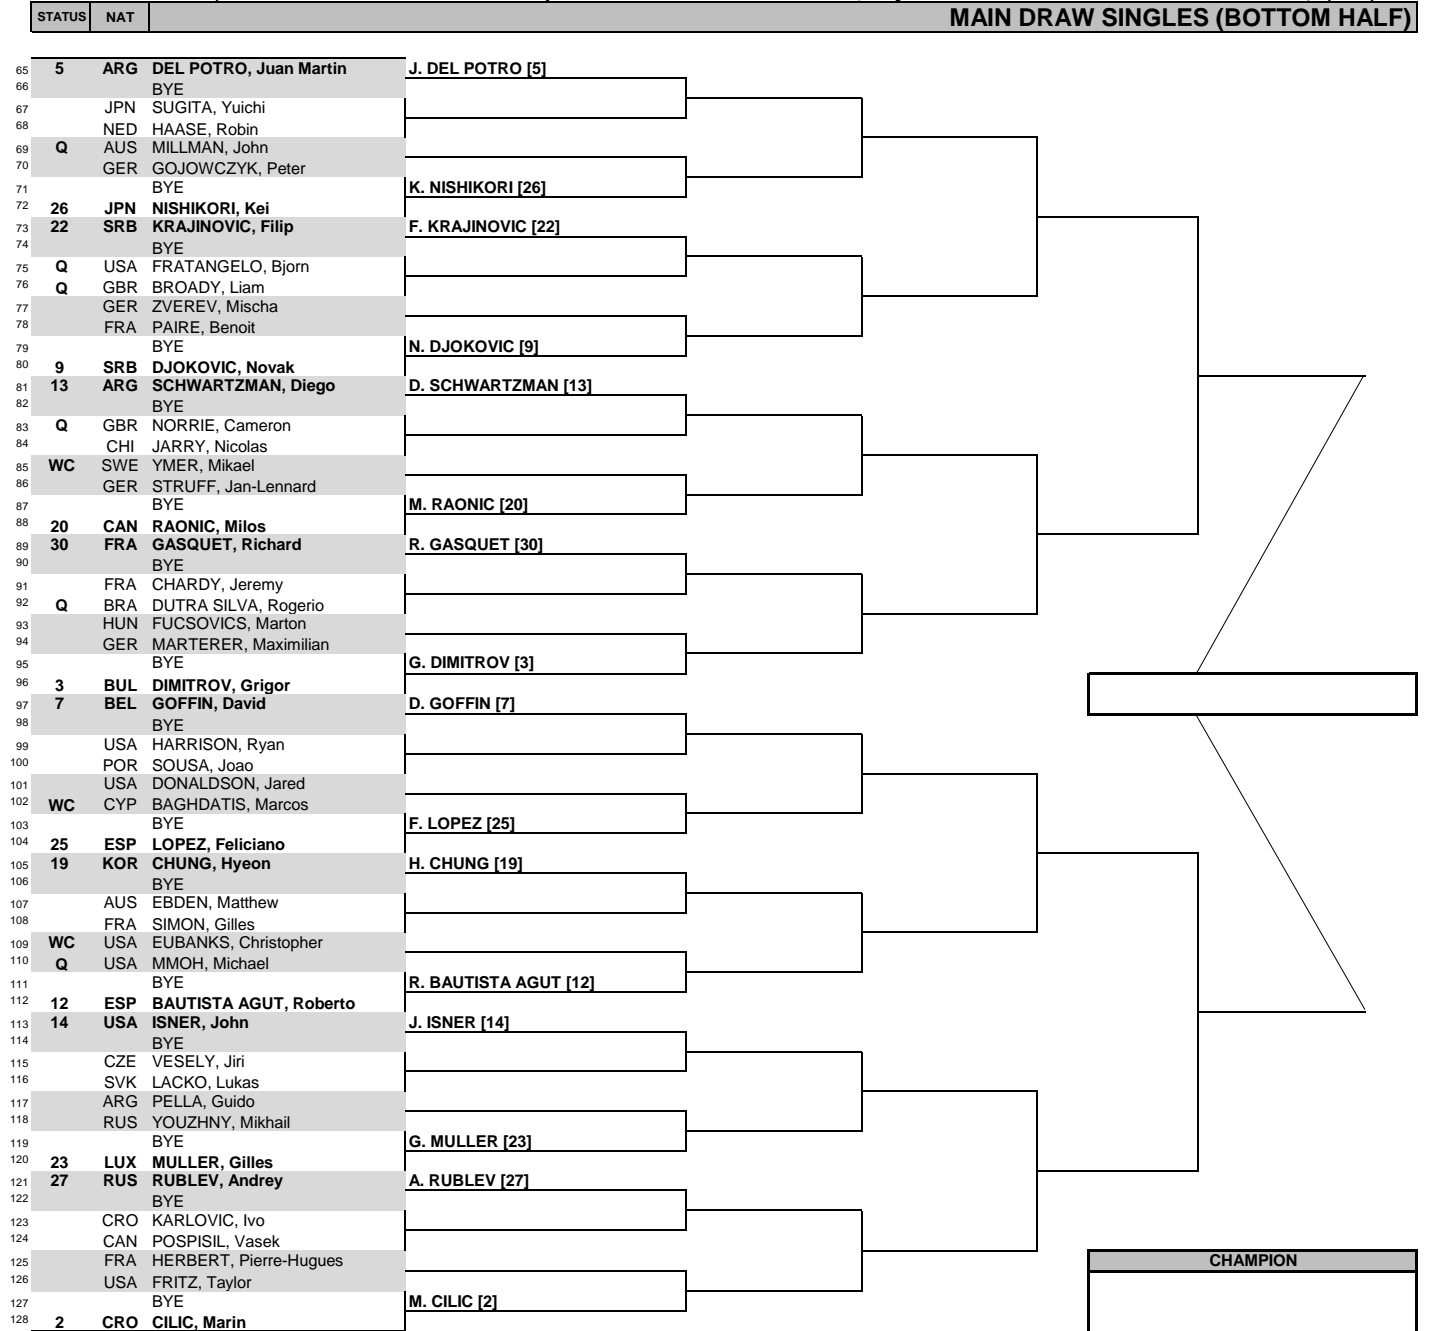 STATUS NAT MAIN DRAW SINGLES (BOTTOM HALF)
65 5 ARG DEL POTRO, Juan Martin J. DEL POTRO [5]
66 BYE
67 JPN SUGITA, Yuichi
68 NED HAASE, Robin
69 Q AUS MILLMAN, John
70 GER GOJOWCZYK, Peter
71 BYE K. NISHIKORI [26]
72 26 JPN NISHIKORI, Kei
73 22 SRB KRAJINOVIC, Filip F. KRAJINOVIC [22]
74 BYE
75 Q USA FRATANGELO, Bjorn
76 Q GBR BROADY, Liam
77 GER ZVEREV, Mischa
78 FRA PAIRE, Benoit
79 BYE N. DJOKOVIC [9]
80 9 SRB DJOKOVIC, Novak
81 13 ARG SCHWARTZMAN, Diego D. SCHWARTZMAN [13]
82 BYE
83 Q GBR NORRIE, Cameron
84 CHI JARRY, Nicolas
85 WC SWE YMER, Mikael
86 GER STRUFF, Jan-Lennard
87 BYE M. RAONIC [20]
88 20 CAN RAONIC, Milos
89 30 FRA GASQUET, Richard R. GASQUET [30]
90 BYE
91 FRA CHARDY, Jeremy
92 Q BRA DUTRA SILVA, Rogerio
93 HUN FUCSOVICS, Marton
94 GER MARTERER, Maximilian
95 BYE G. DIMITROV [3]
96 3 BUL DIMITROV, Grigor
97 7 BEL GOFFIN, David D. GOFFIN [7]
98 BYE
99 USA HARRISON, Ryan
100 POR SOUSA, Joao
101 USA DONALDSON, Jared
102 WC CYP BAGHDATIS, Marcos
103 BYE F. LOPEZ [25]
104 25 ESP LOPEZ, Feliciano
105 19 KOR CHUNG, Hyeon H. CHUNG [19]
106 BYE
107 AUS EBDEN, Matthew
108 FRA SIMON, Gilles
109 WC USA EUBANKS, Christopher
110 Q USA MMOH, Michael
111 BYE R. BAUTISTA AGUT [12]
112 12 ESP BAUTISTA AGUT, Roberto
113 14 USA ISNER, John J. ISNER [14]
114 BYE
115 CZE VESELY, Jiri
116 SVK LACKO, Lukas
117 ARG PELLA, Guido
118 RUS YOUZHNY, Mikhail
119 BYE G. MULLER [23]
120 23 LUX MULLER, Gilles
121 27 RUS RUBLEV, Andrey A. RUBLEV [27]
122 BYE
123 CRO KARLOVIC, Ivo
124 CAN POSPISIL, Vasek
125 FRA HERBERT, Pierre-Hugues CHAMPION
126 USA FRITZ, Taylor
127 BYE M. CILIC [2]
128 2 CRO CILIC, Marin